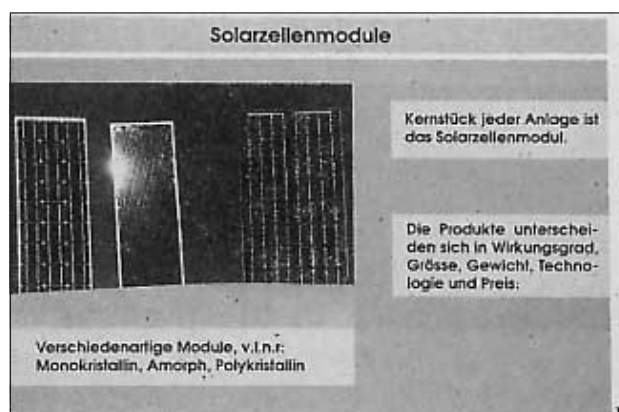 Solarzellenmodule
Kernstück jeder Anlage ist
das Solarzellenmodul.
Die Produkte unterschei-
den sich in Wirkungsgrad,
Grösse, Gewicht, Techno-
logie und Preis.
Verschiedenartige Module, v.l.n.r:
Monokristallin, Amorph, Polykristallin